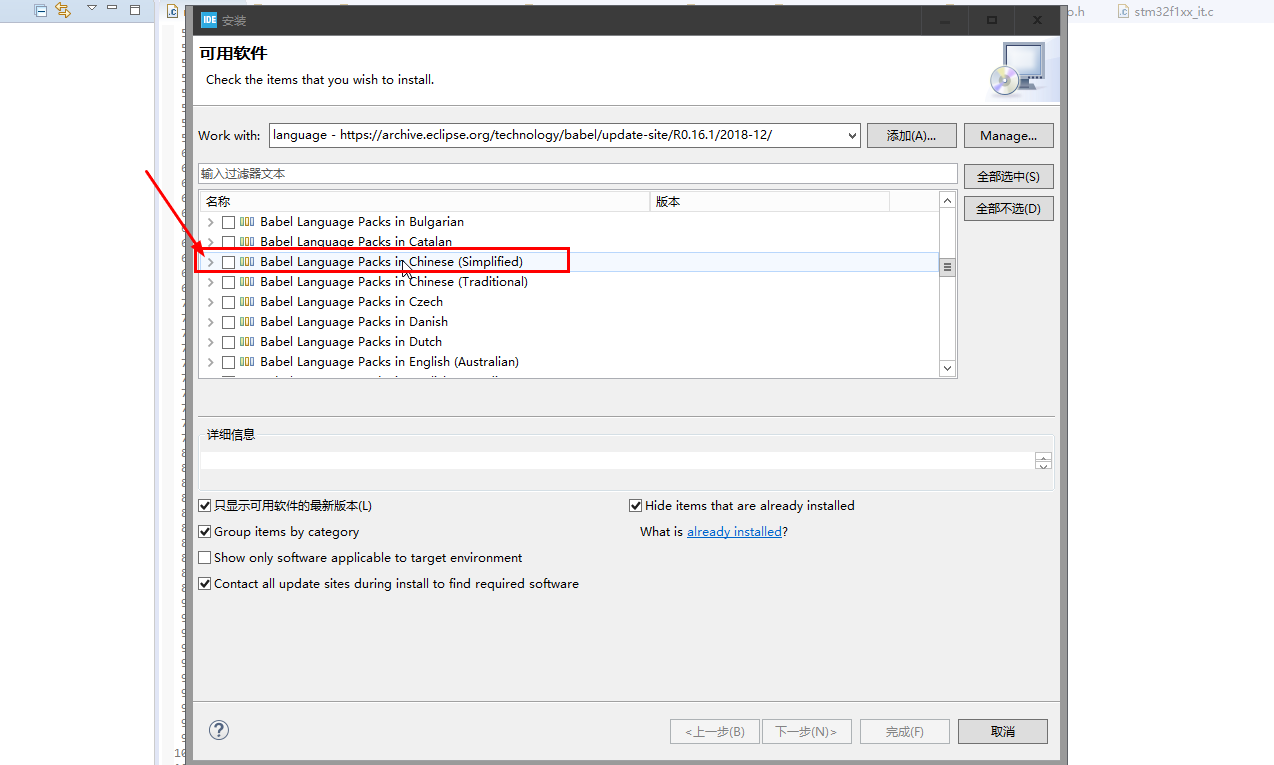 o.h
stm32f1xx_it.c
IDE 安装
可用软件
Check the items that you wish to install.
Work with: language - https://archive.eclipse.org/technology/babel/update-site/R0.16.1/2018-12/ 添加(A)... Manage...
输入过滤器文本
全部选中(S)
全部不选(D)
名称 版本
Babel Language Packs in Bulgarian
Babel Language Packs in Catalan
Babel Language Packs in Chinese (Simplified)
Babel Language Packs in Chinese (Traditional)
Babel Language Packs in Czech
Babel Language Packs in Danish
Babel Language Packs in Dutch
Babel Language Packs in English (Australian)
详细信息
只显示可用软件的最新版本(L) Hide items that are already installed
Group items by category What is already installed?
Show only software applicable to target environment
Contact all update sites during install to find required software
<上一步(B) 下一步(N)> 完成(F) 取消